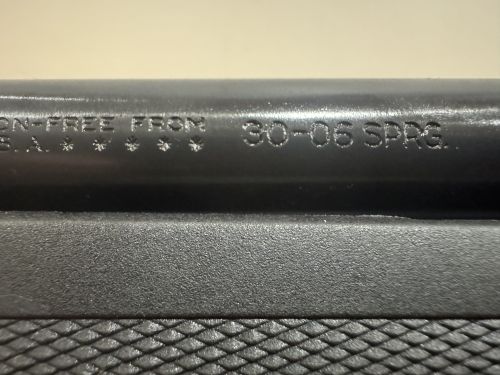 ON-FREE FROM
S.A. * * * * *
30-06 SPRG.